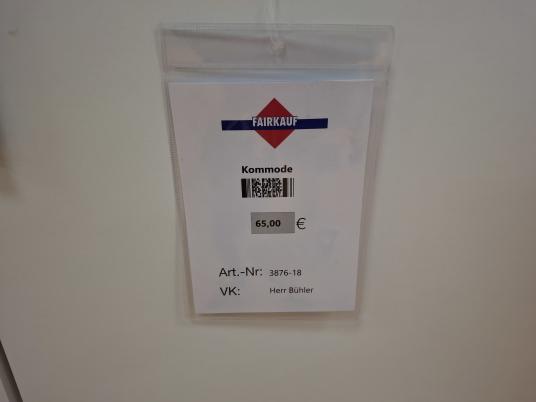 FAIRKAUF
Kommode
65,00 €
Art.-Nr: 3876-18
VK: Herr Bühler